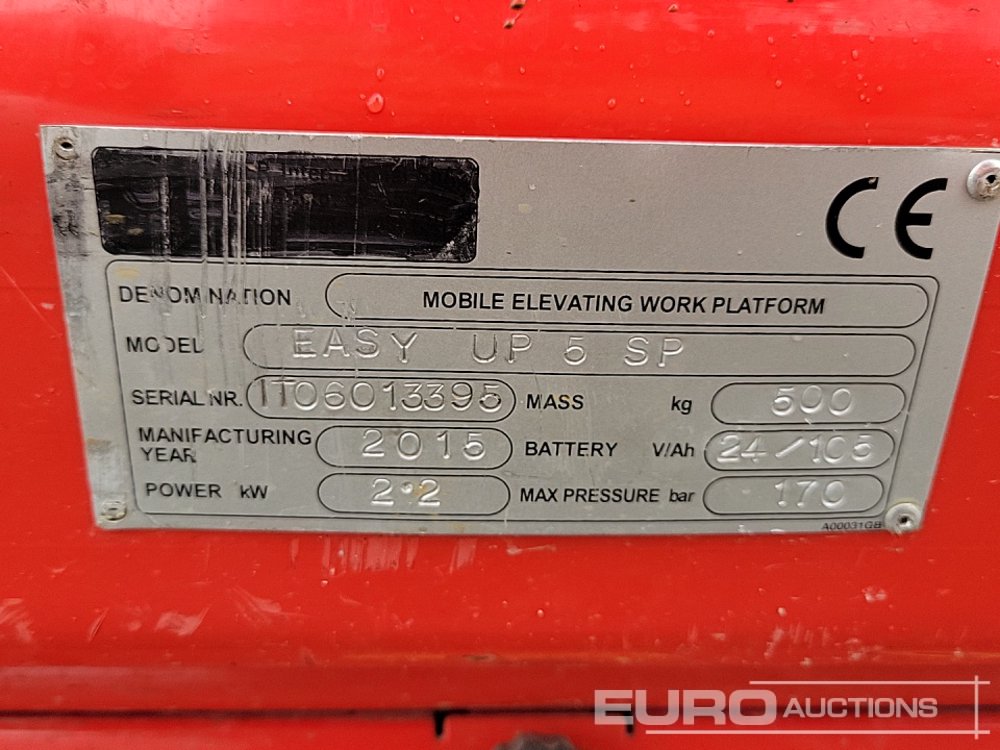 CE
DENOMINATION MOBILE ELEVATING WORK PLATFORM
MODEL EASY UP 5 SP
SERIAL NR. IT06013395 MASS kg 500
MANIFACTURING YEAR 2015 BATTERY V/Ah 24/105
POWER kW 2.2 MAX PRESSURE bar 170
A00031GB
EURO AUCTIONS